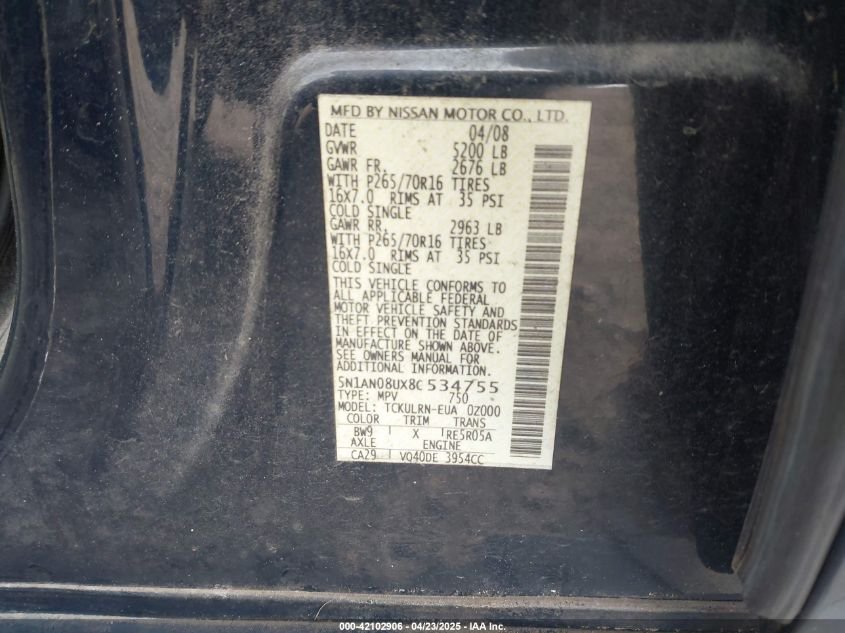 MFD BY NISSAN MOTOR CO., LTD.
DATE 04/08
GVWR 5200 LB
GAWR FR. 2676 LB
WITH P265/70R16 TIRES
16X7.0 RIMS AT 35 PSI
COLD SINGLE
GAWR RR. 2963 LB
WITH P265/70R16 TIRES
16X7.0 RIMS AT 35 PSI
COLD SINGLE
THIS VEHICLE CONFORMS TO
ALL APPLICABLE FEDERAL
MOTOR VEHICLE SAFETY AND
THEFT PREVENTION STANDARDS
IN EFFECT ON THE DATE OF
MANUFACTURE SHOWN ABOVE.
SEE OWNERS MANUAL FOR
ADDITIONAL INFORMATION.
5N1AN08UX8C534755
TYPE: MPV 750
MODEL: TCKULRN-EUA 0Z000
COLOR TRIM TRANS
BW9 X RE5R05A
AXLE ENGINE
CA29 VQ40DE 3954CC
000-42102906 - 04/23/2025 - IAA Inc.